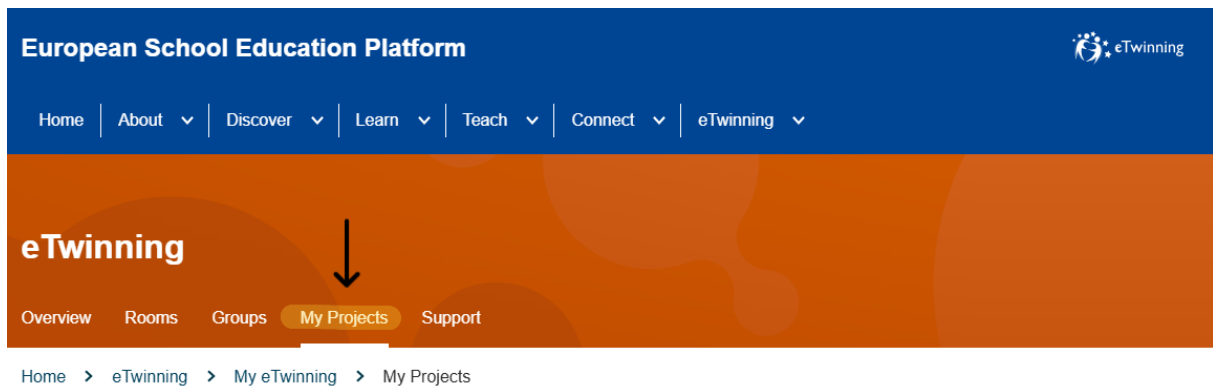 European School Education Platform
eTwinning
Home About Discover Learn Teach Connect eTwinning
eTwinning
Overview Rooms Groups My Projects Support
Home > eTwinning > My eTwinning > My Projects